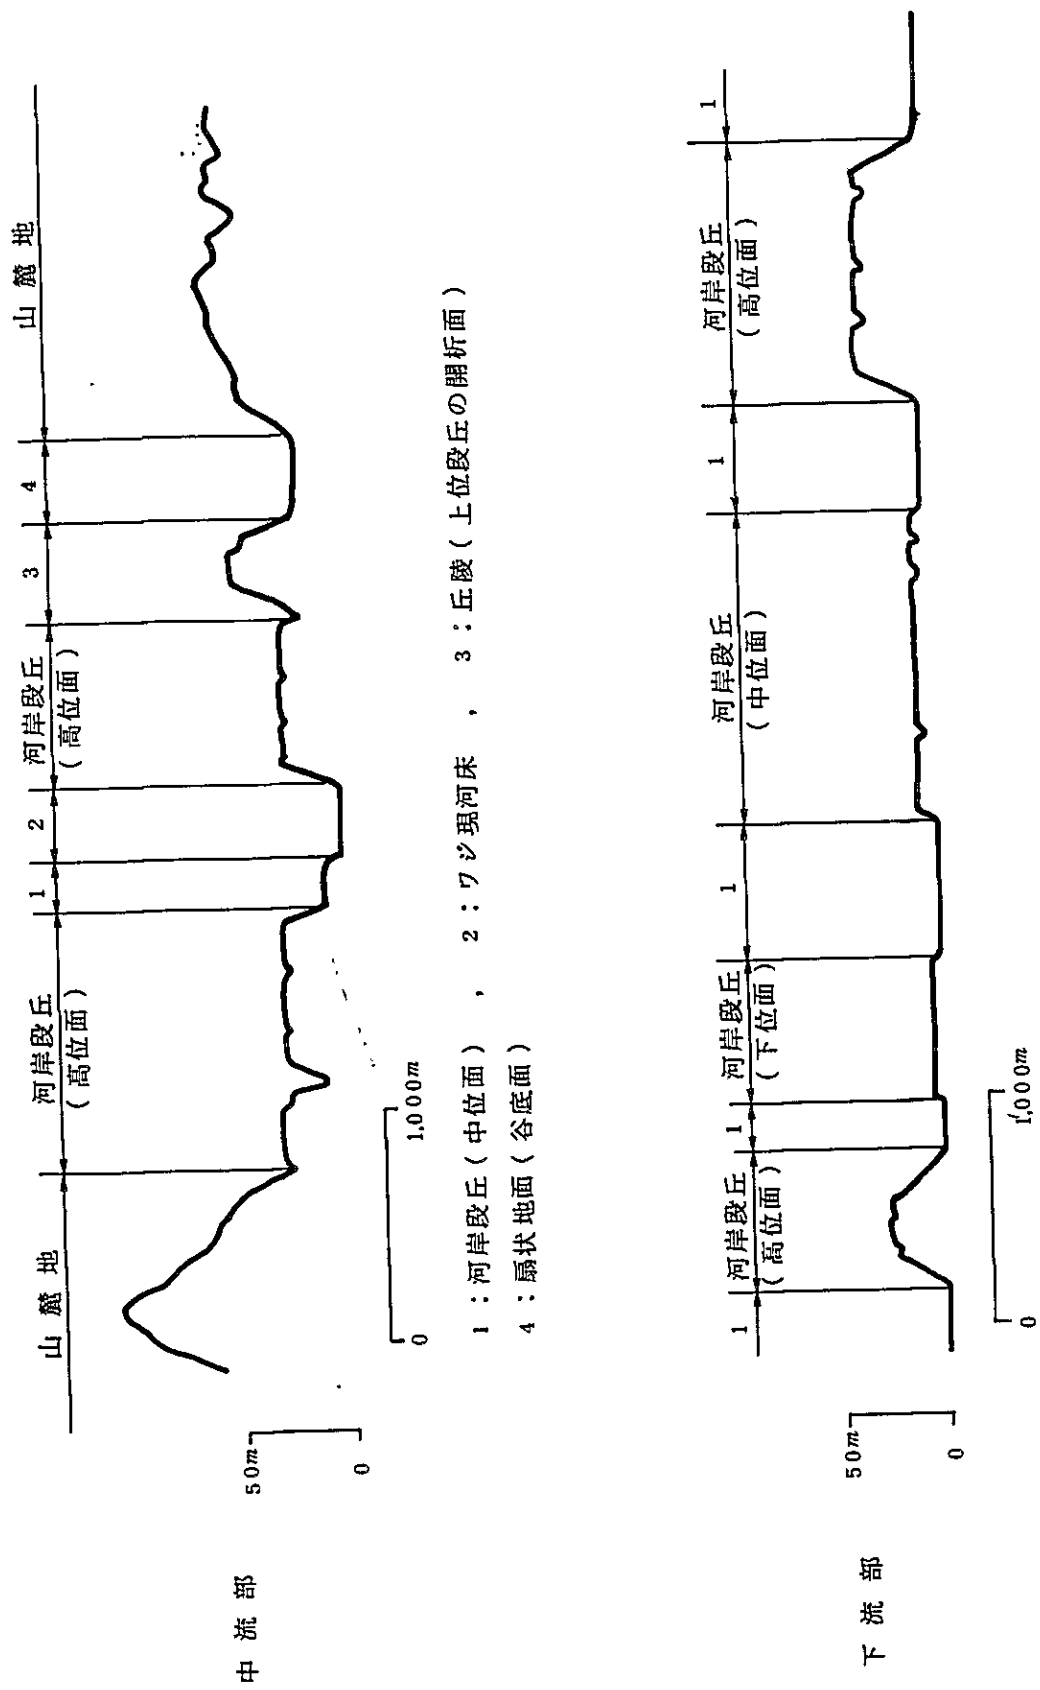 中流部
山麓地
河岸段丘
(高位面)
1
2
河岸段丘
(高位面)
3
4
山麓地
50m
0
0
1,000m
1:河岸段丘(中位面), 2:ワジ現河床, 3:丘陵(上位段丘の開析面)
4:扇状地面(谷底面)
下流部
1
河岸段丘
(高位面)
1
河岸段丘
(下位面)
1
河岸段丘
(中位面)
1
河岸段丘
(高位面)
1
50m
0
0
1,000m